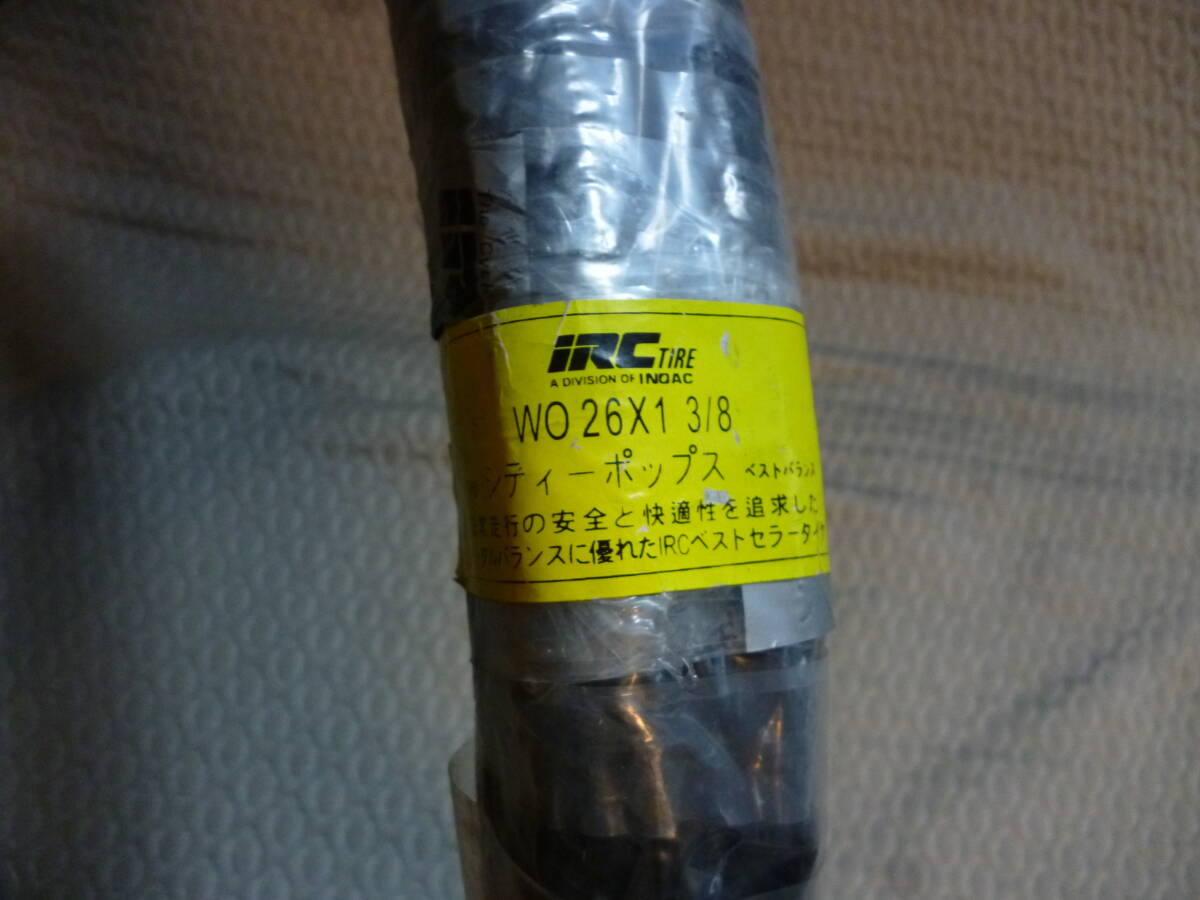 IRC TIRE
A DIVISION OF INOAC
WO 26X1 3/8
シティーポップス ベストバランス
走行の安全と快適性を追求した
タルバランスに優れたIRCベストセラータイヤ